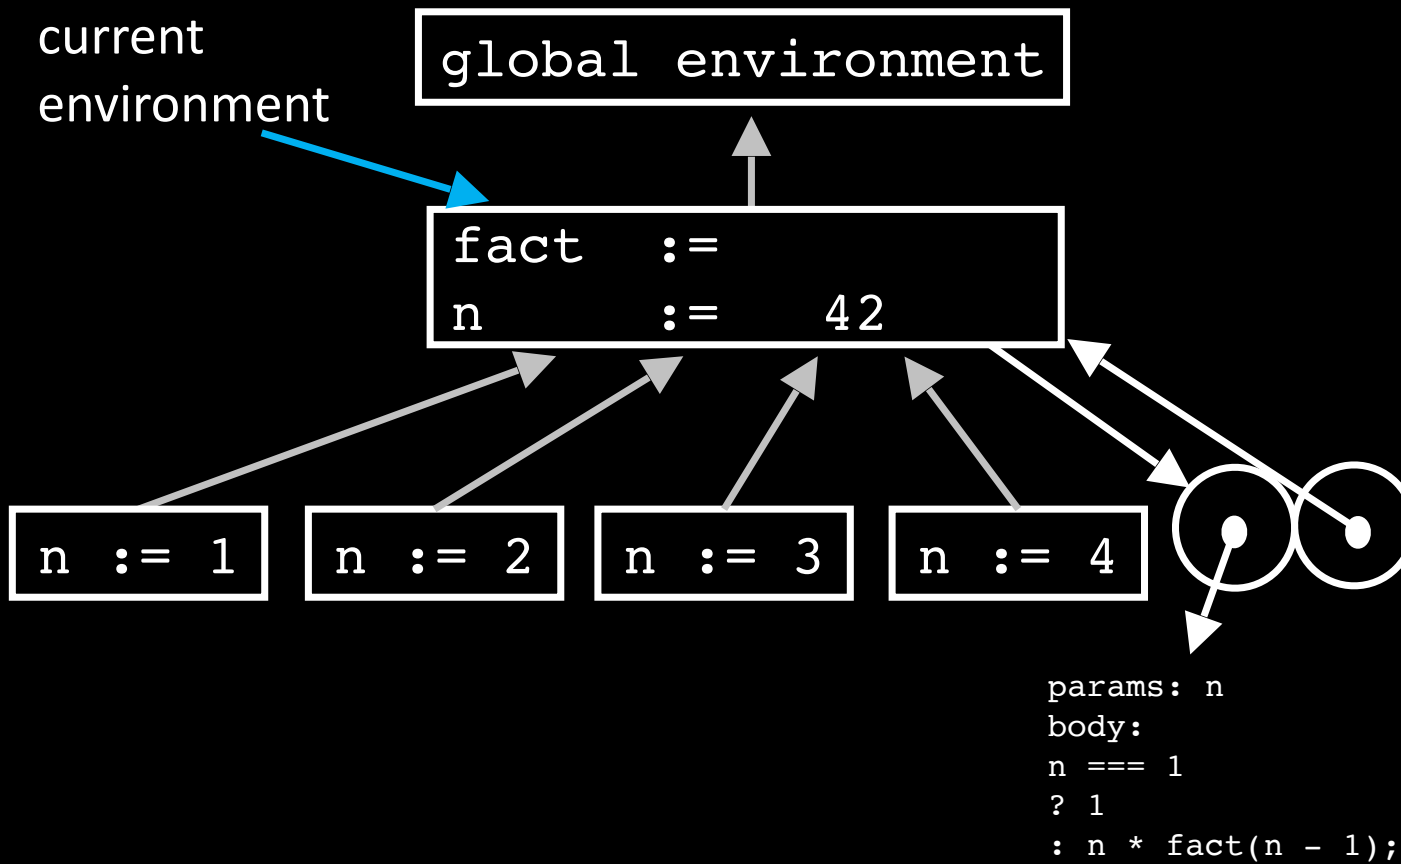 current
environment
global environment
fact :=
n := 42
n := 1
n := 2
n := 3
n := 4
params: n
body:
n === 1
? 1
: n * fact(n - 1);